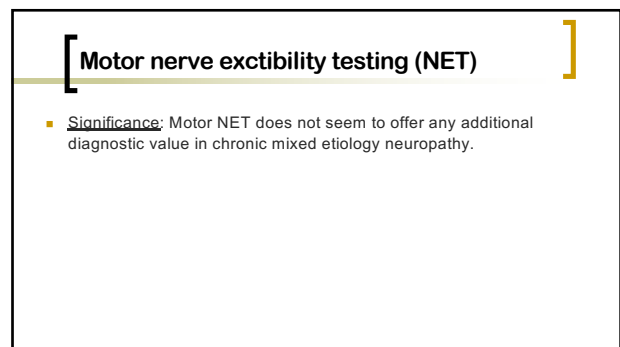 Motor nerve exctibility testing (NET)
Significance: Motor NET does not seem to offer any additional
diagnostic value in chronic mixed etiology neuropathy.